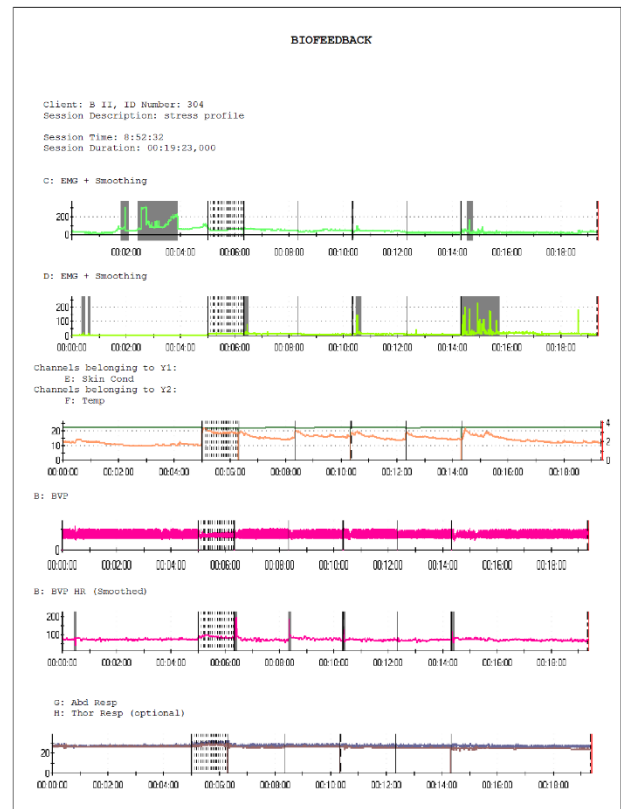 BIOFEEDBACK
Client: B II, ID Number: 304
Session Description: stress profile
Session Time: 8:52:32
Session Duration: 00:19:23,000
C: EMG + Smoothing
200
100
0
00:02:00 00:04:00 00:06:00 00:08:00 00:10:00 00:12:00 00:14:00 00:16:00 00:18:00
D: EMG + Smoothing
200
100
0
00:00:00 00:02:00 00:04:00 00:06:00 00:08:00 00:10:00 00:12:00 00:14:00 00:16:00 00:18:00
Channels belonging to Y1:
E: Skin Cond
Channels belonging to Y2:
F: Temp
20 4
10 2
0 0
00:00:00 00:02:00 00:04:00 00:06:00 00:08:00 00:10:00 00:12:00 00:14:00 00:16:00 00:18:00
B: BVP
0
00:00:00 00:02:00 00:04:00 00:06:00 00:08:00 00:10:00 00:12:00 00:14:00 00:16:00 00:18:00
B: BVP HR (Smoothed)
200
100
0
00:00:00 00:02:00 00:04:00 00:06:00 00:08:00 00:10:00 00:12:00 00:14:00 00:16:00 00:18:00
G: Abd Resp
H: Thor Resp (optional)
20
0
00:00:00 00:02:00 00:04:00 00:06:00 00:08:00 00:10:00 00:12:00 00:14:00 00:16:00 00:18:00